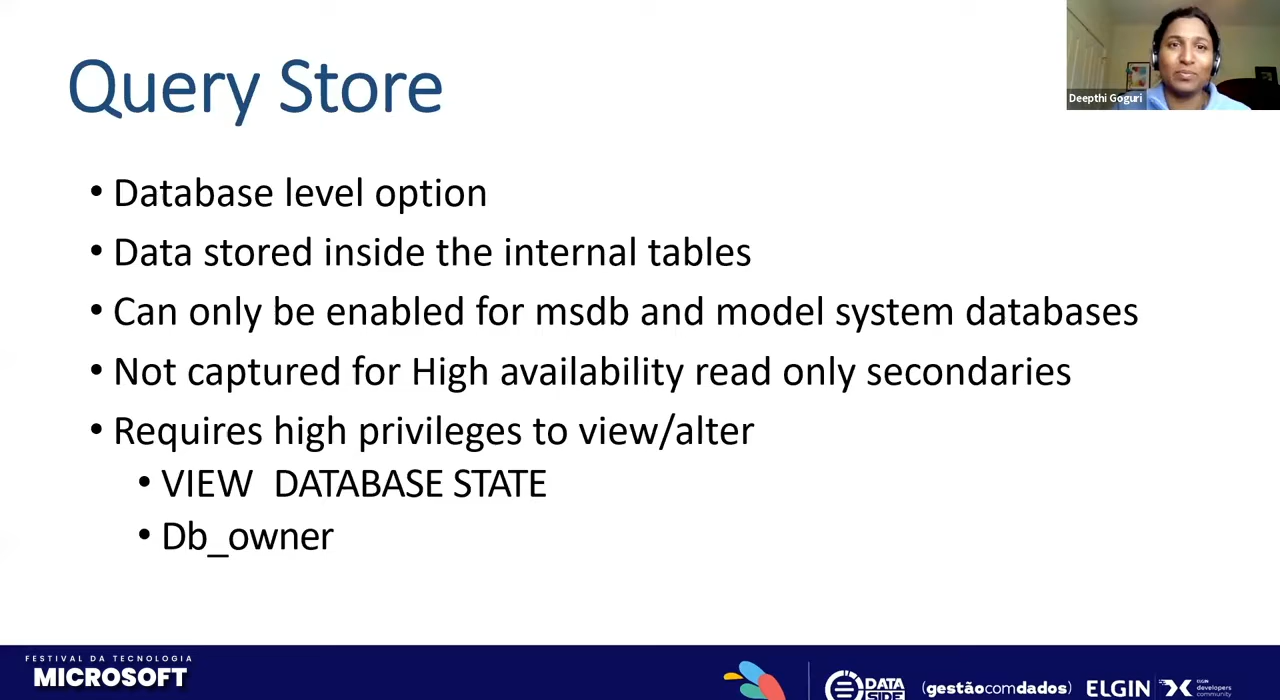 Query Store
Deepthi Goguri
• Database level option
• Data stored inside the internal tables
• Can only be enabled for msdb and model system databases
• Not captured for High availability read only secondaries
• Requires high privileges to view/alter
• VIEW  DATABASE STATE
• Db_owner
FESTIVAL DA TECNOLOGIA
MICROSOFT
DATA
SIDE
(gestãocomdados)
ELGIN
ELGIN
developers
community